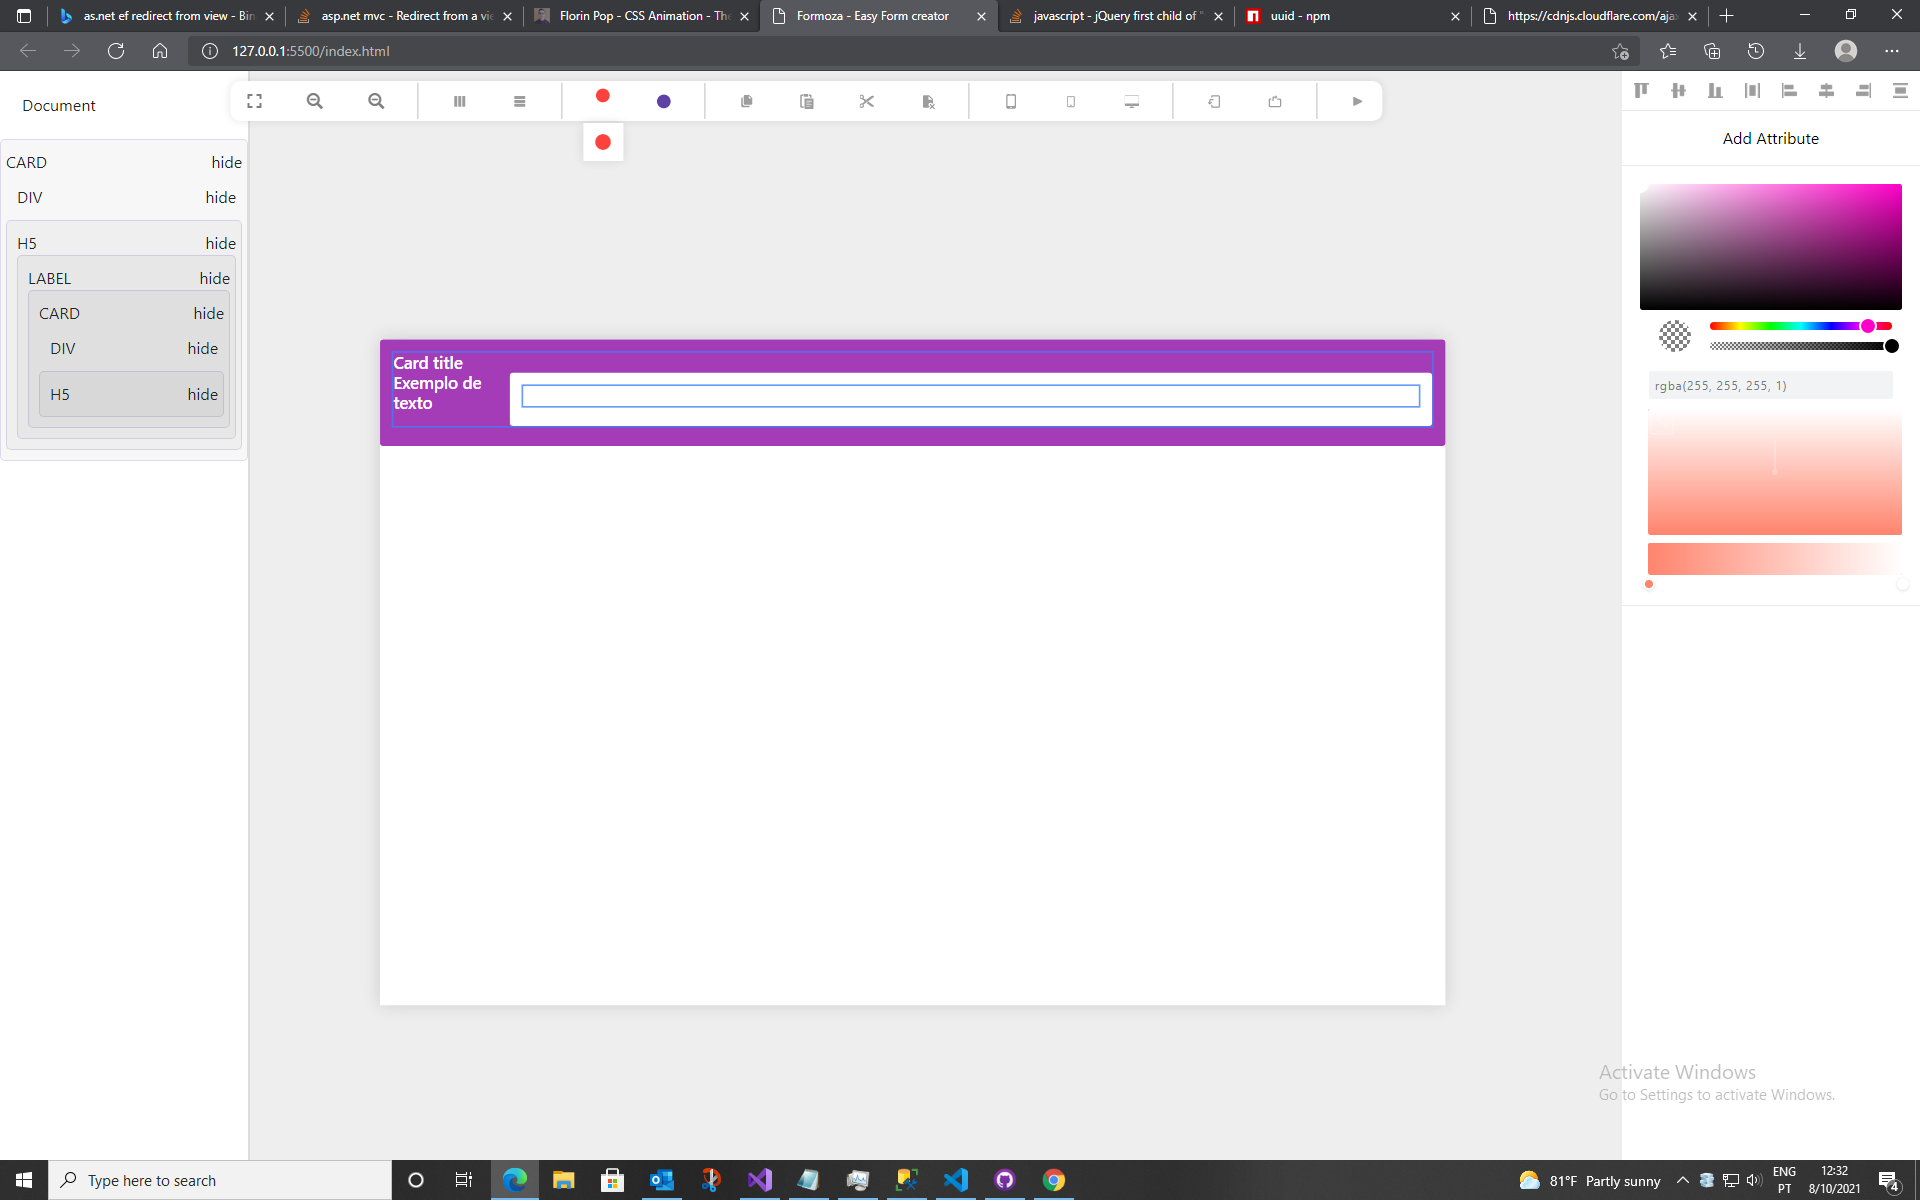 as.net ef redirect from view - Bin
asp.net mvc - Redirect from a vie
Florin Pop - CSS Animation - The
Formoza - Easy Form creator
javascript - jQuery first child of "
uuid - npm
https://cdnjs.cloudflare.com/ajax
127.0.0.1:5500/index.html
Document
CARD hide
DIV hide
H5 hide
LABEL hide
CARD hide
DIV hide
H5 hide
Card title
Exemplo de
texto
Add Attribute
rgba(255, 255, 255, 1)
Activate Windows
Go to Settings to activate Windows.
Type here to search
81°F Partly sunny
ENG
PT
12:32
8/10/2021
4